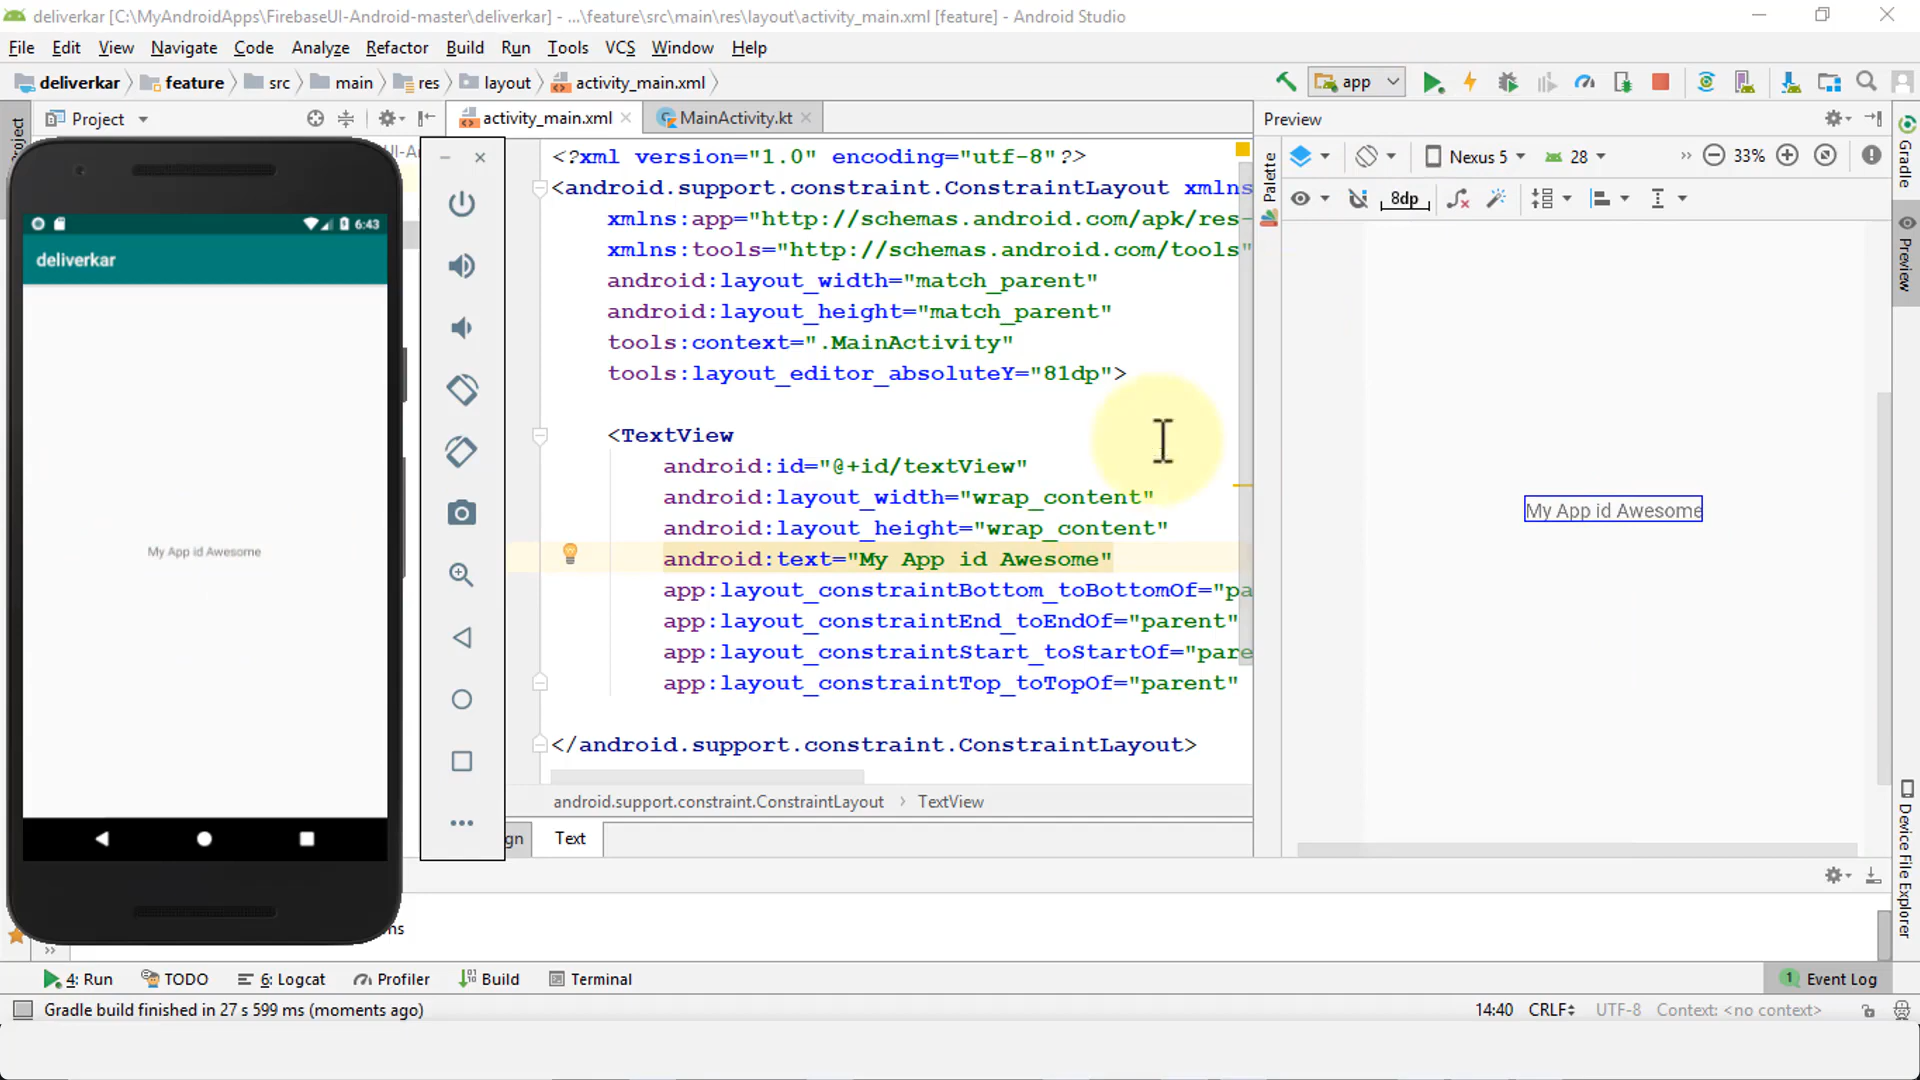 deliverkar [C:\MyAndroidApps\FirebaseUI-Android-master\deliverkar] - ...\feature\src\main\res\layout\activity_main.xml [feature] - Android Studio
File Edit View Navigate Code Analyze Refactor Build Run Tools VCS Window Help
deliverkar feature src main res layout activity_main.xml app
Project activity_main.xml MainActivity.kt Preview
<?xml version="1.0" encoding="utf-8"?>
<android.support.constraint.ConstraintLayout xmlns
xmlns:app="http://schemas.android.com/apk/res-
xmlns:tools="http://schemas.android.com/tools"
android:layout_width="match_parent"
android:layout_height="match_parent"
tools:context=".MainActivity"
tools:layout_editor_absoluteY="81dp">
<TextView
android:id="@+id/textView"
android:layout_width="wrap_content"
android:layout_height="wrap_content"
android:text="My App id Awesome"
app:layout_constraintBottom_toBottomOf="pa
app:layout_constraintEnd_toEndOf="parent"
app:layout_constraintStart_toStartOf="pare
app:layout_constraintTop_toTopOf="parent"
</android.support.constraint.ConstraintLayout>
android.support.constraint.ConstraintLayout › TextView
gn Text
6:43
deliverkar
My App id Awesome
Palette
Nexus 5 28 33%
8dp
My App id Awesome
Gradle
Preview
Device File Explorer
ns
4: Run TODO 6: Logcat Profiler Build Terminal 1 Event Log
Gradle build finished in 27 s 599 ms (moments ago) 14:40 CRLF UTF-8 Context: <no context>